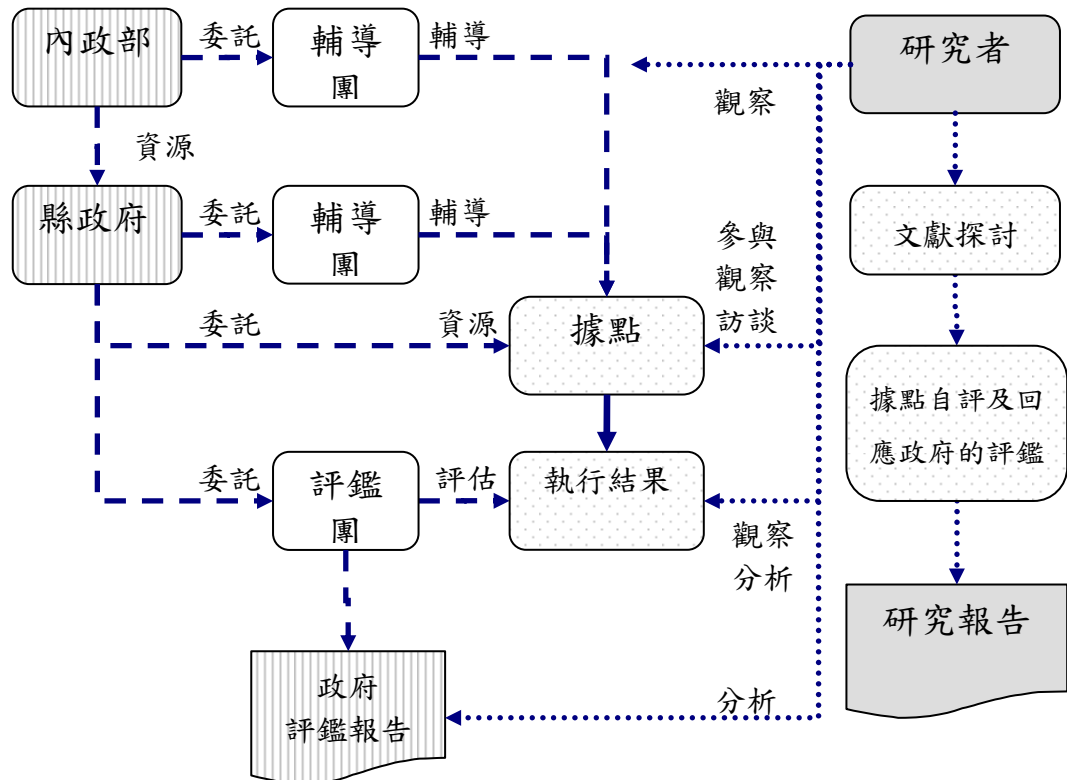 內政部
委託
輔導
團
輔導
研究者
觀察
資源
縣政府
委託
輔導
團
輔導
文獻探討
參與
觀察
訪談
委託
資源
據點
據點自評及回
應政府的評鑑
委託
評鑑
團
評估
執行結果
觀察
分析
研究報告
政府
評鑑報告
分析